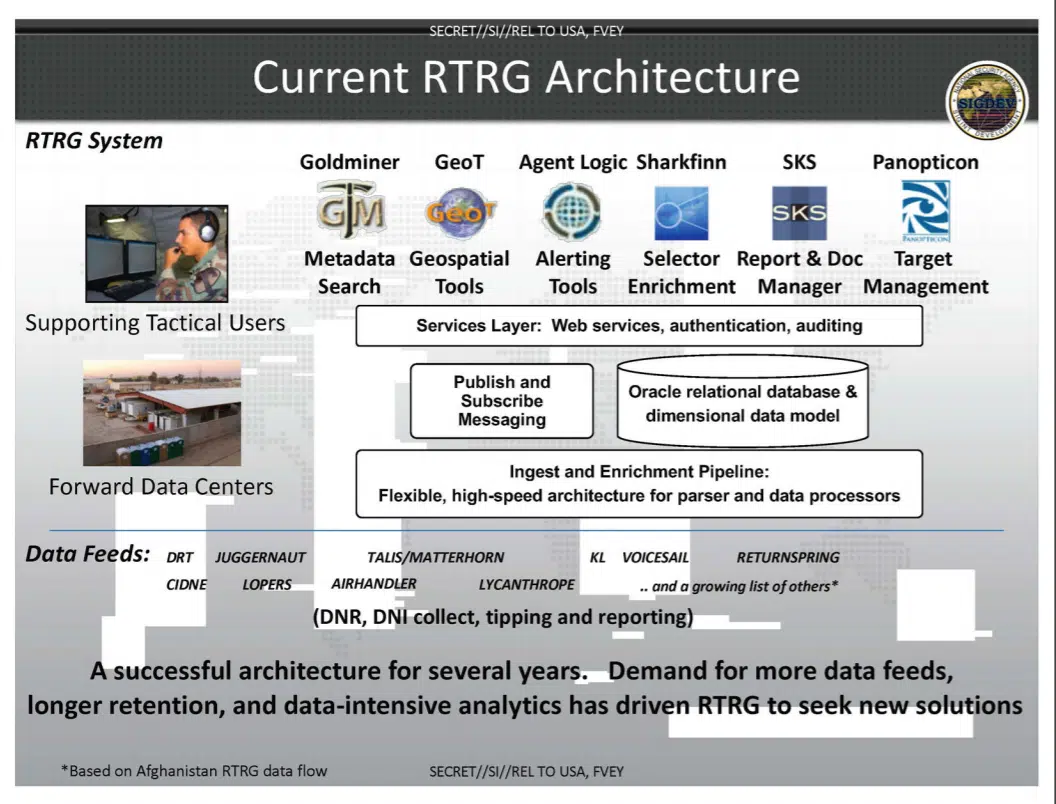 SECRET//SI//REL TO USA, FVEY
Current RTRG Architecture
NATIONAL SECURITY AGENCY
SIGDEV
SIGINT DEVELOPMENT
RTRG System
Goldminer GeoT Agent Logic Sharkfinn SKS Panopticon
GTM GeoT SKS PANOPTICON
Metadata Geospatial Alerting Selector Report & Doc Target
Search Tools Tools Enrichment Manager Management
Supporting Tactical Users
Services Layer: Web services, authentication, auditing
Publish and
Subscribe
Messaging
Oracle relational database &
dimensional data model
Forward Data Centers
Ingest and Enrichment Pipeline:
Flexible, high-speed architecture for parser and data processors
Data Feeds: DRT JUGGERNAUT TALIS/MATTERHORN KL VOICESAIL RETURNSPRING
CIDNE LOPERS AIRHANDLER LYCANTHROPE .. and a growing list of others*
(DNR, DNI collect, tipping and reporting)
A successful architecture for several years. Demand for more data feeds,
longer retention, and data-intensive analytics has driven RTRG to seek new solutions
*Based on Afghanistan RTRG data flow
SECRET//SI//REL TO USA, FVEY